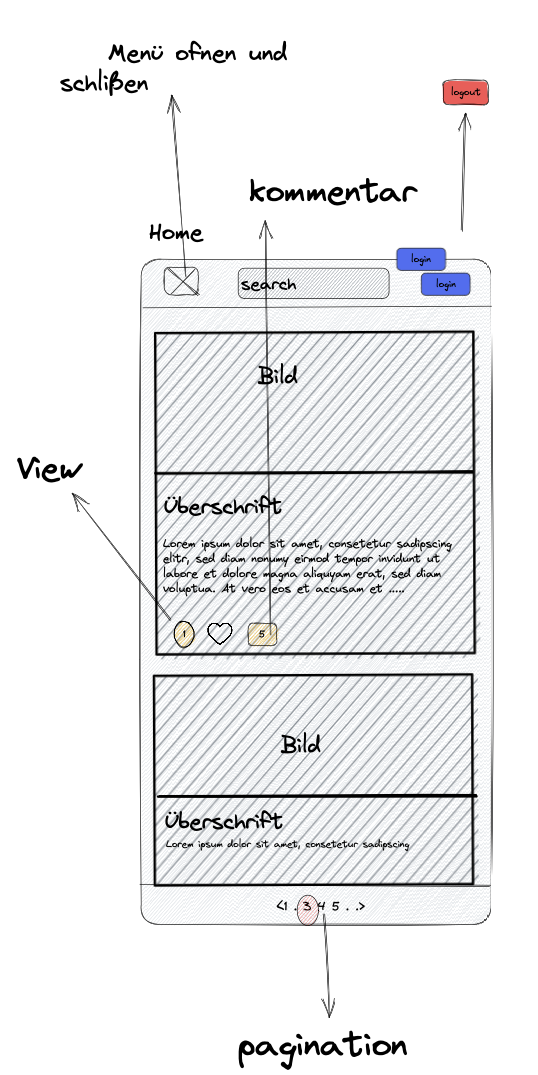 Menü ofnen und
schlißen
logout
kommentar
Home
login
search
login
Bild
View
Überschrift
Lorem ipsum dolor sit amet, consetetur sadipscing
elitr, sed diam nonumy eirmod tempor invidunt ut
labore et dolore magna aliquyam erat, sed diam
voluptua. At vero eos et accusam et .....
1
5
Bild
Überschrift
Lorem ipsum dolor sit amet, consetetur sadipscing
<1 . 3 4 5 . .>
pagination